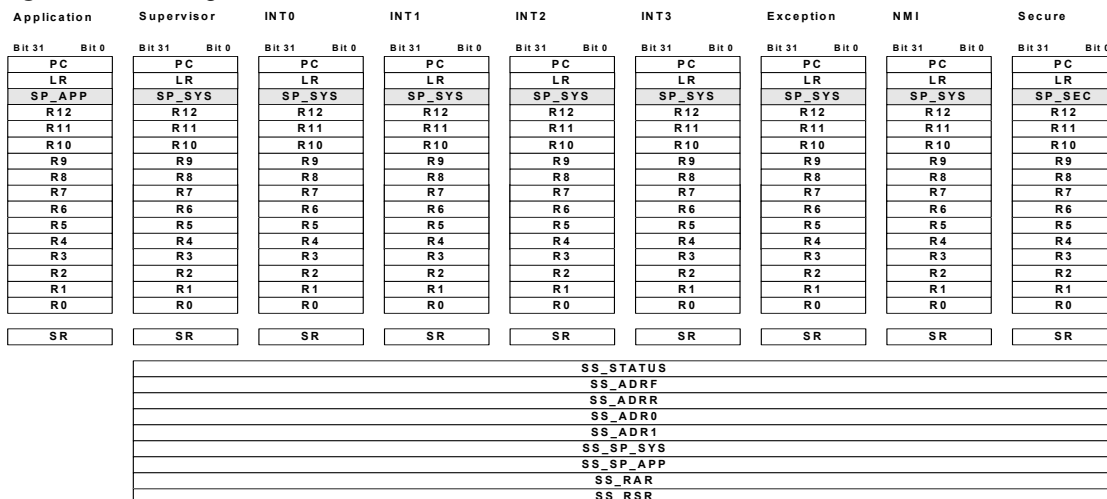 Application Supervisor INT0 INT1 INT2 INT3 Exception NMI Secure
Bit 31 Bit 0 Bit 31 Bit 0 Bit 31 Bit 0 Bit 31 Bit 0 Bit 31 Bit 0 Bit 31 Bit 0 Bit 31 Bit 0 Bit 31 Bit 0 Bit 31 Bit 0
PC PC PC PC PC PC PC PC PC
LR LR LR LR LR LR LR LR LR
SP_APP SP_SYS SP_SYS SP_SYS SP_SYS SP_SYS SP_SYS SP_SYS SP_SEC
R12 R12 R12 R12 R12 R12 R12 R12 R12
R11 R11 R11 R11 R11 R11 R11 R11 R11
R10 R10 R10 R10 R10 R10 R10 R10 R10
R9 R9 R9 R9 R9 R9 R9 R9 R9
R8 R8 R8 R8 R8 R8 R8 R8 R8
R7 R7 R7 R7 R7 R7 R7 R7 R7
R6 R6 R6 R6 R6 R6 R6 R6 R6
R5 R5 R5 R5 R5 R5 R5 R5 R5
R4 R4 R4 R4 R4 R4 R4 R4 R4
R3 R3 R3 R3 R3 R3 R3 R3 R3
R2 R2 R2 R2 R2 R2 R2 R2 R2
R1 R1 R1 R1 R1 R1 R1 R1 R1
R0 R0 R0 R0 R0 R0 R0 R0 R0
SR SR SR SR SR SR SR SR SR
SS_STATUS
SS_ADRF
SS_ADRR
SS_ADR0
SS_ADR1
SS_SP_SYS
SS_SP_APP
SS_RAR
SS_RSR